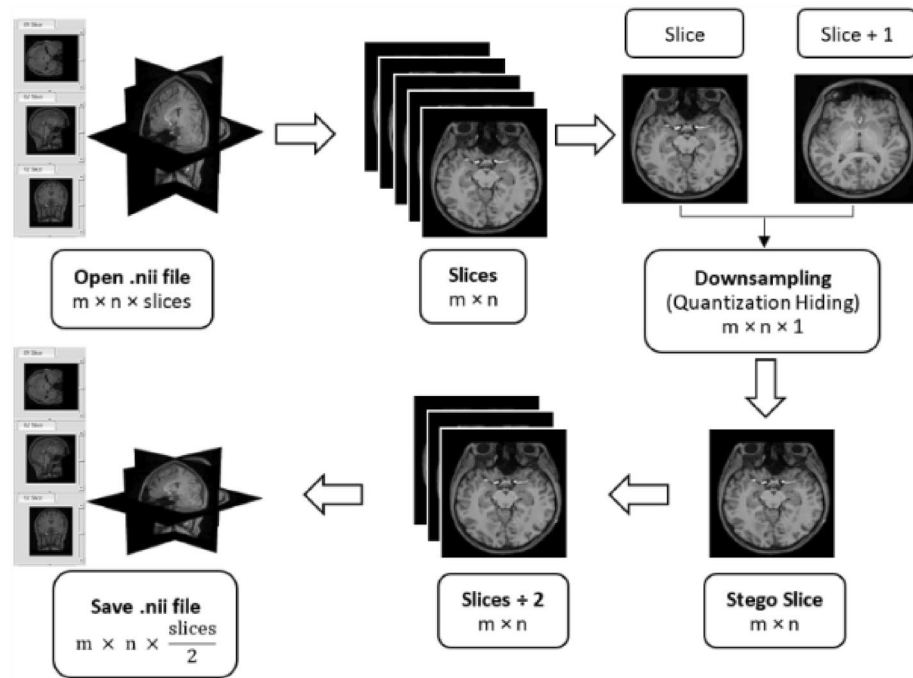 Slice
Slice + 1
Open .nii file
m × n × slices
Slices
m × n
Downsampling
(Quantization Hiding)
m × n × 1
Save .nii file
m × n × slices/2
Slices ÷ 2
m × n
Stego Slice
m × n